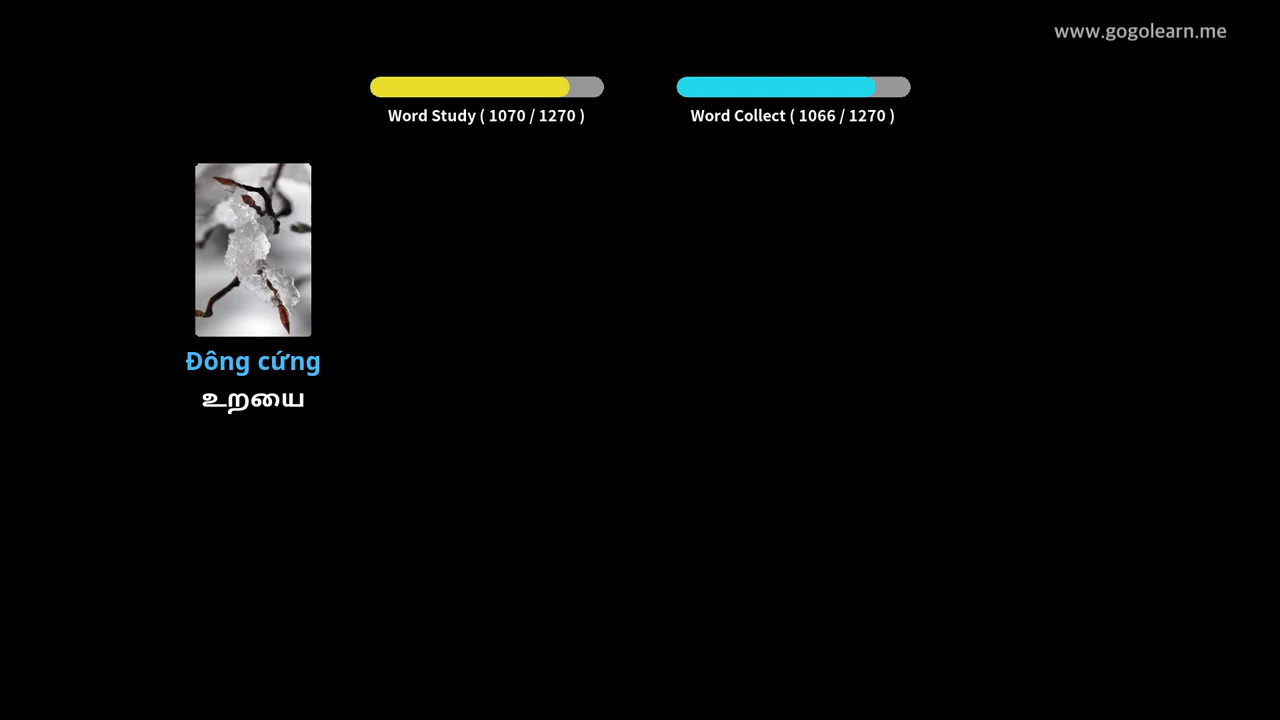 www.gogolearn.me
Word Study ( 1070 / 1270 )
Word Collect ( 1066 / 1270 )
Đông cứng
உறயை